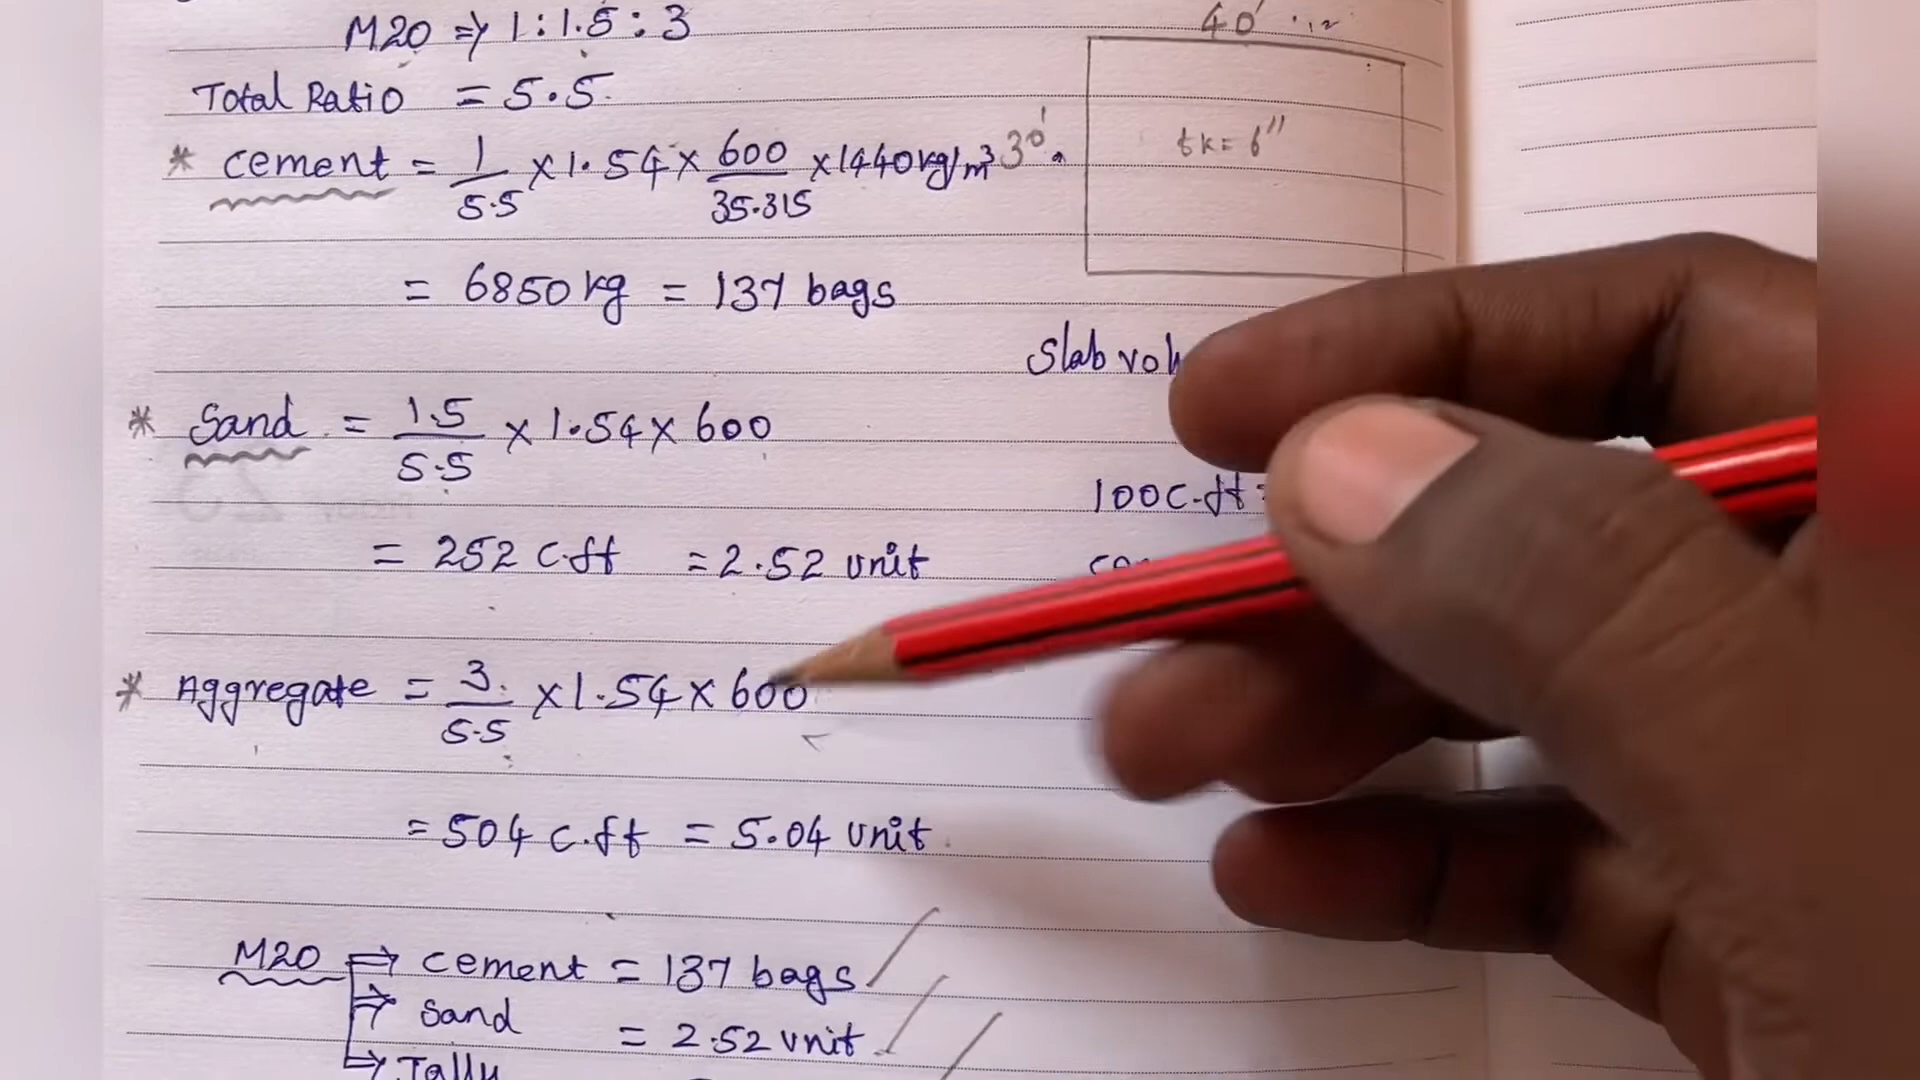 M20 ⇒ 1:1.5:3
40'
Total Ratio = 5.5
tk = 6"
* cement = 1/5.5 × 1.54 × 600/35.315 × 1440 kg/m³
30'
= 6850 kg = 137 bags
Slab vol
* Sand = 1.5/5.5 × 1.54 × 600
100 C.ft =
= 252 C.ft = 2.52 unit
* Aggregate = 3/5.5 × 1.54 × 600
= 504 C.ft = 5.04 unit
M20 ⇒ cement = 137 bags
⇒ Sand = 2.52 unit
⇒ Jally